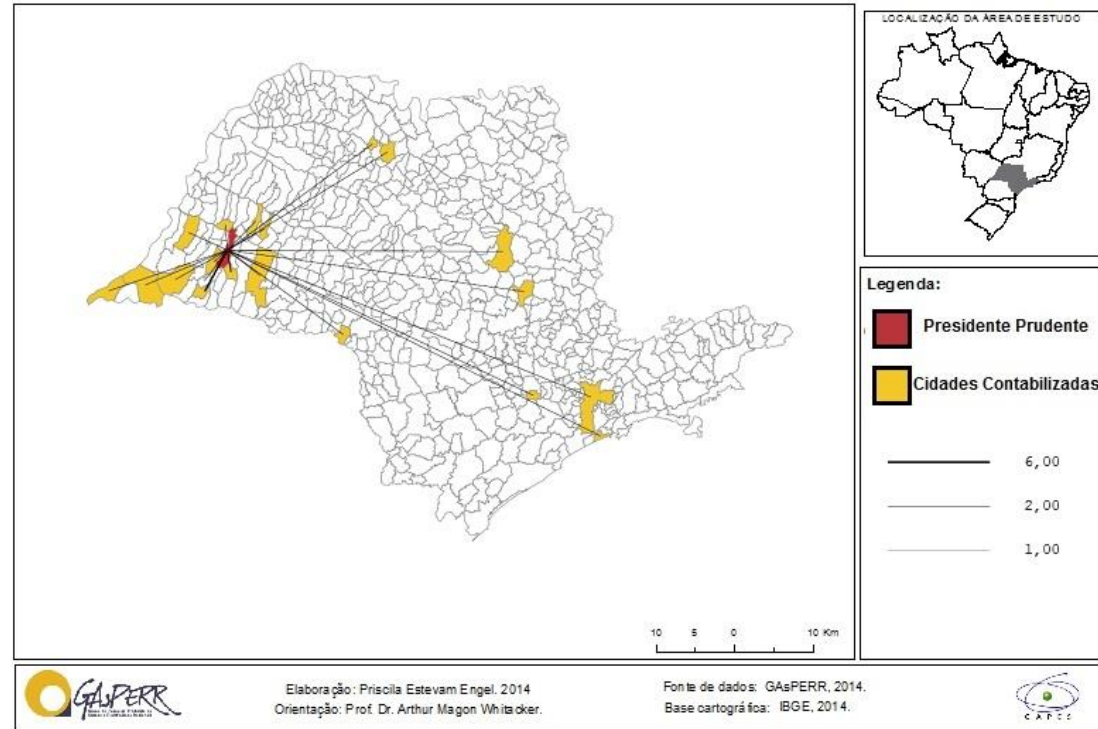 LOCALIZAÇÃO DA ÁREA DE ESTUDO
Legenda:
Presidente Prudente
Cidades Contabilizadas
6,00
2,00
1,00
10 5 0 10 Km
GAsPERR
Elaboração: Priscila Estevam Engel. 2014
Orientação: Prof. Dr. Arthur Magon Whitacker.
Fonte de dados: GAsPERR, 2014.
Base cartográfica: IBGE, 2014.
CAPES